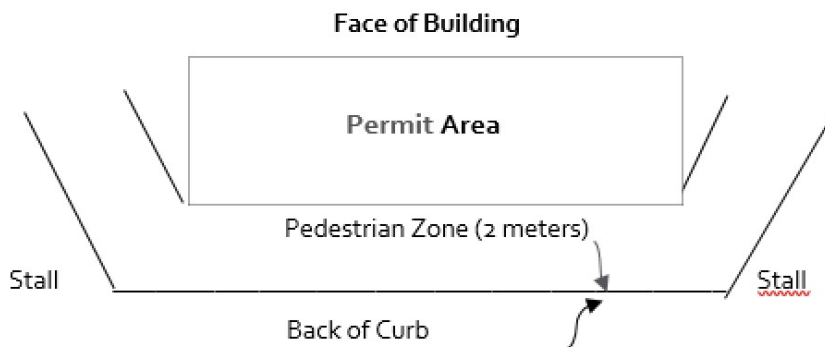 Face of Building
Permit Area
Pedestrian Zone (2 meters)
Stall
Stall
Back of Curb